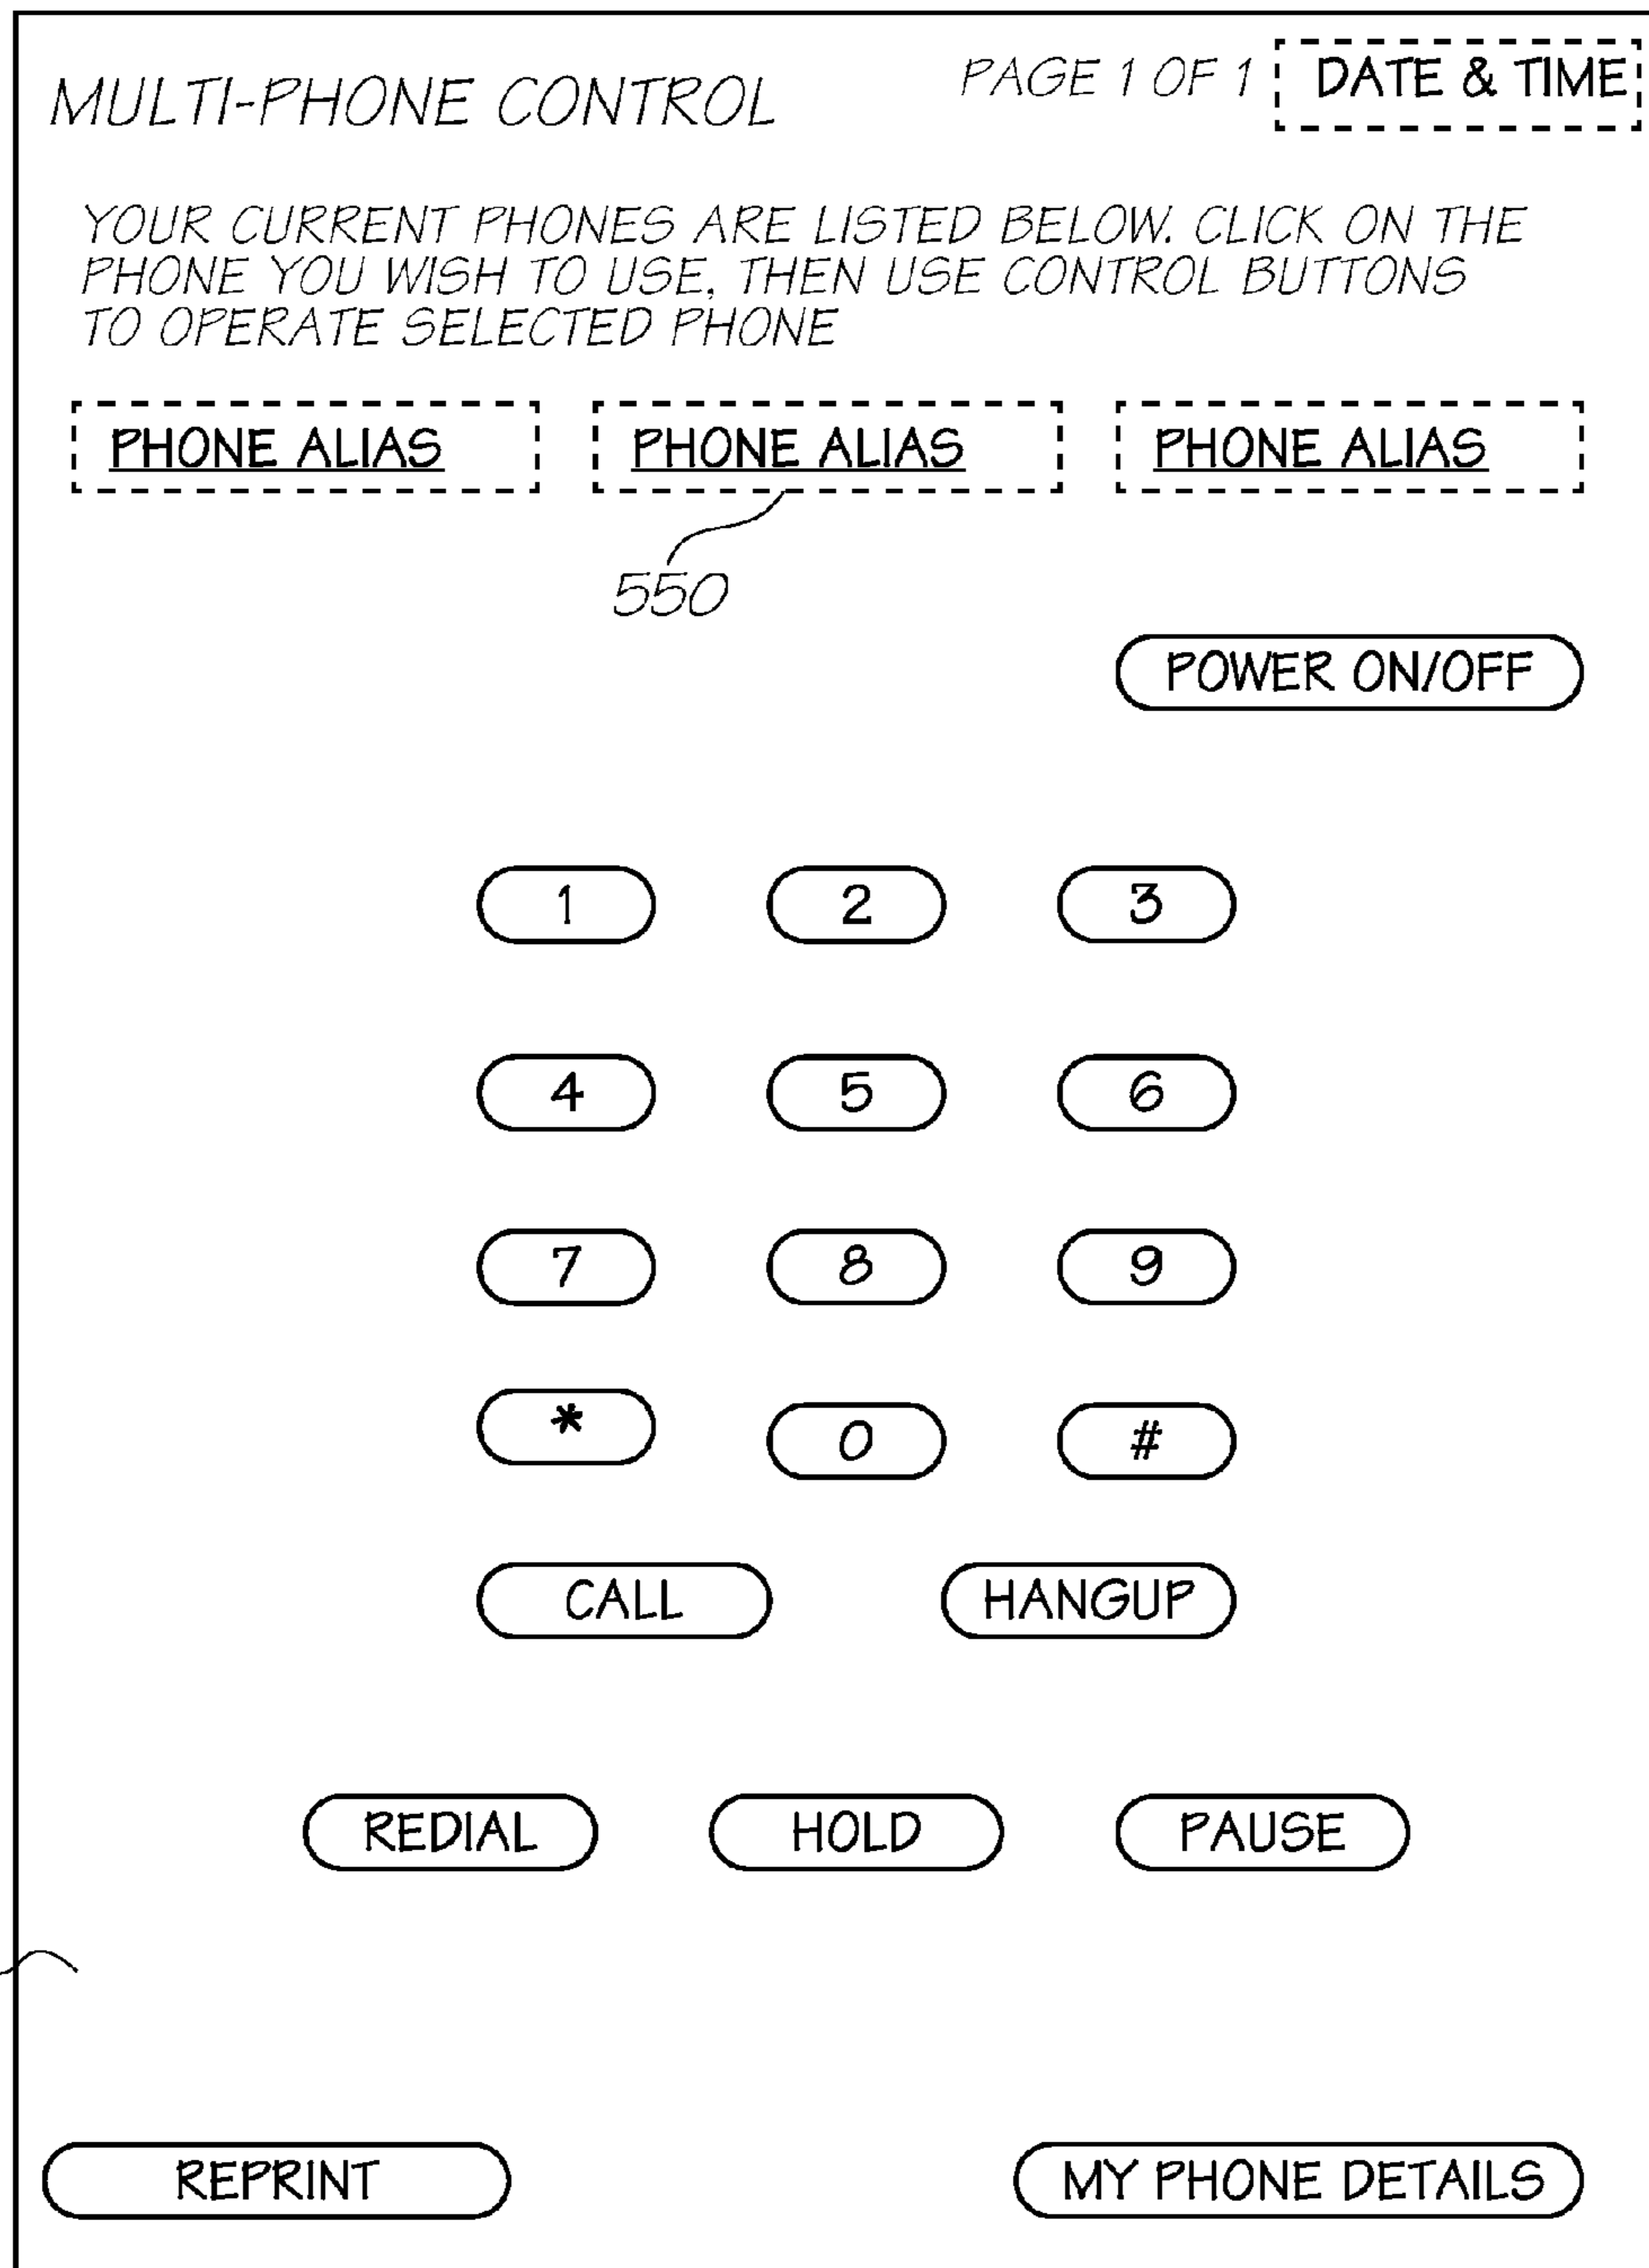 MULTI-PHONE CONTROL
PAGE 1 OF 1
DATE & TIME
YOUR CURRENT PHONES ARE LISTED BELOW. CLICK ON THE
PHONE YOU WISH TO USE, THEN USE CONTROL BUTTONS
TO OPERATE SELECTED PHONE
PHONE ALIAS PHONE ALIAS PHONE ALIAS
550
POWER ON/OFF
1 2 3
4 5 6
7 8 9
* 0 #
CALL HANGUP
REDIAL HOLD PAUSE
REPRINT MY PHONE DETAILS